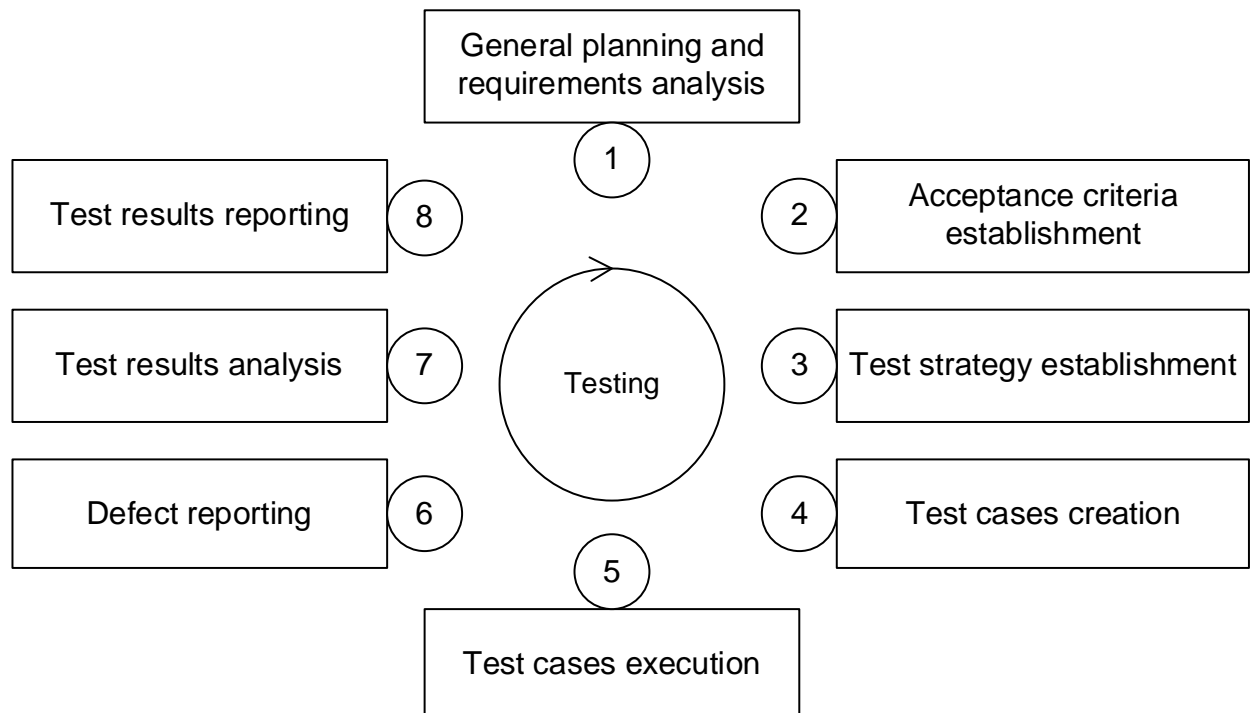 General planning and
requirements analysis
1
2
Acceptance criteria
establishment
3
Test strategy establishment
4
Test cases creation
5
Test cases execution
6
Defect reporting
7
Test results analysis
8
Test results reporting
Testing